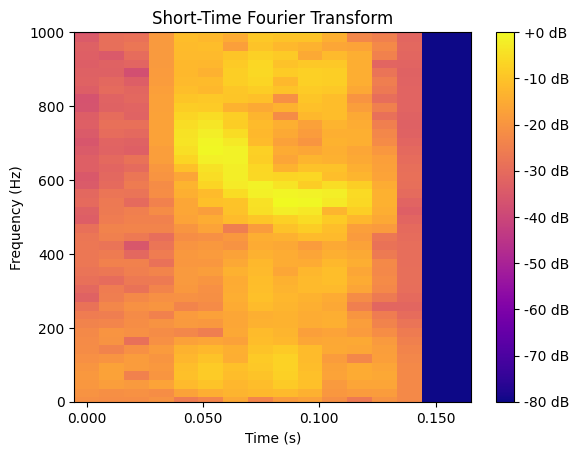 Short-Time Fourier Transform
Frequency (Hz)
1000
800
600
400
200
0
0.000
0.050
0.100
0.150
Time (s)
+0 dB
-10 dB
-20 dB
-30 dB
-40 dB
-50 dB
-60 dB
-70 dB
-80 dB